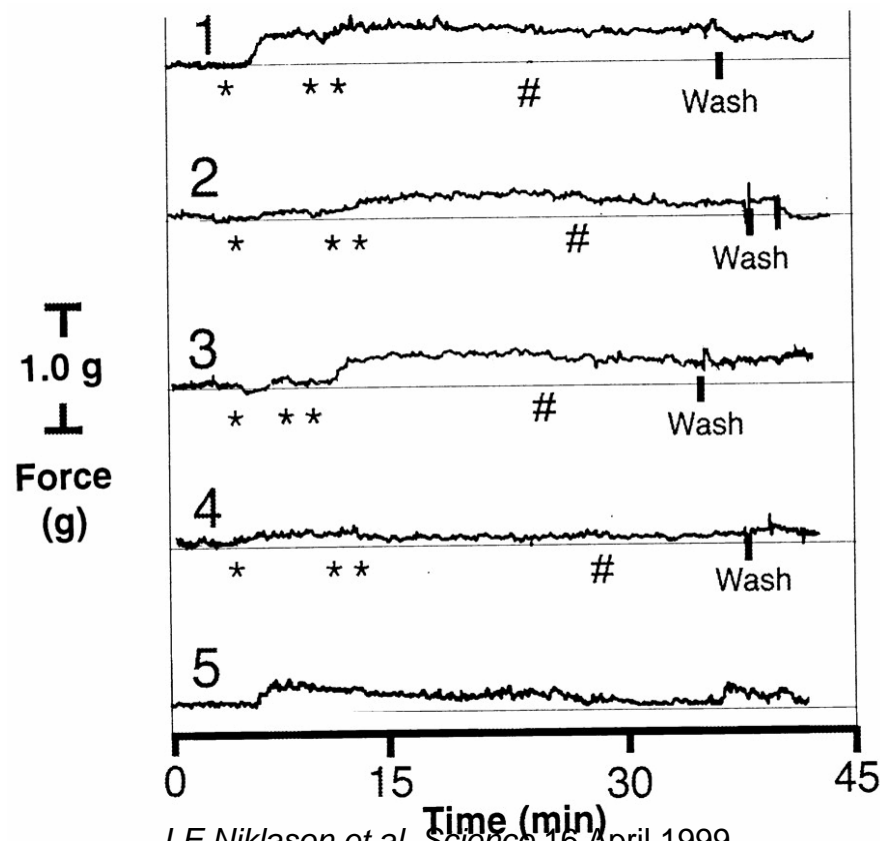 1
* * * #
Wash
2
* * * #
Wash
3
* * * #
Wash
1.0 g
Force
(g)
4
* * * #
Wash
5
0 15 30 45
Time (min)
LE Niklason et al. Science 16 April 1999